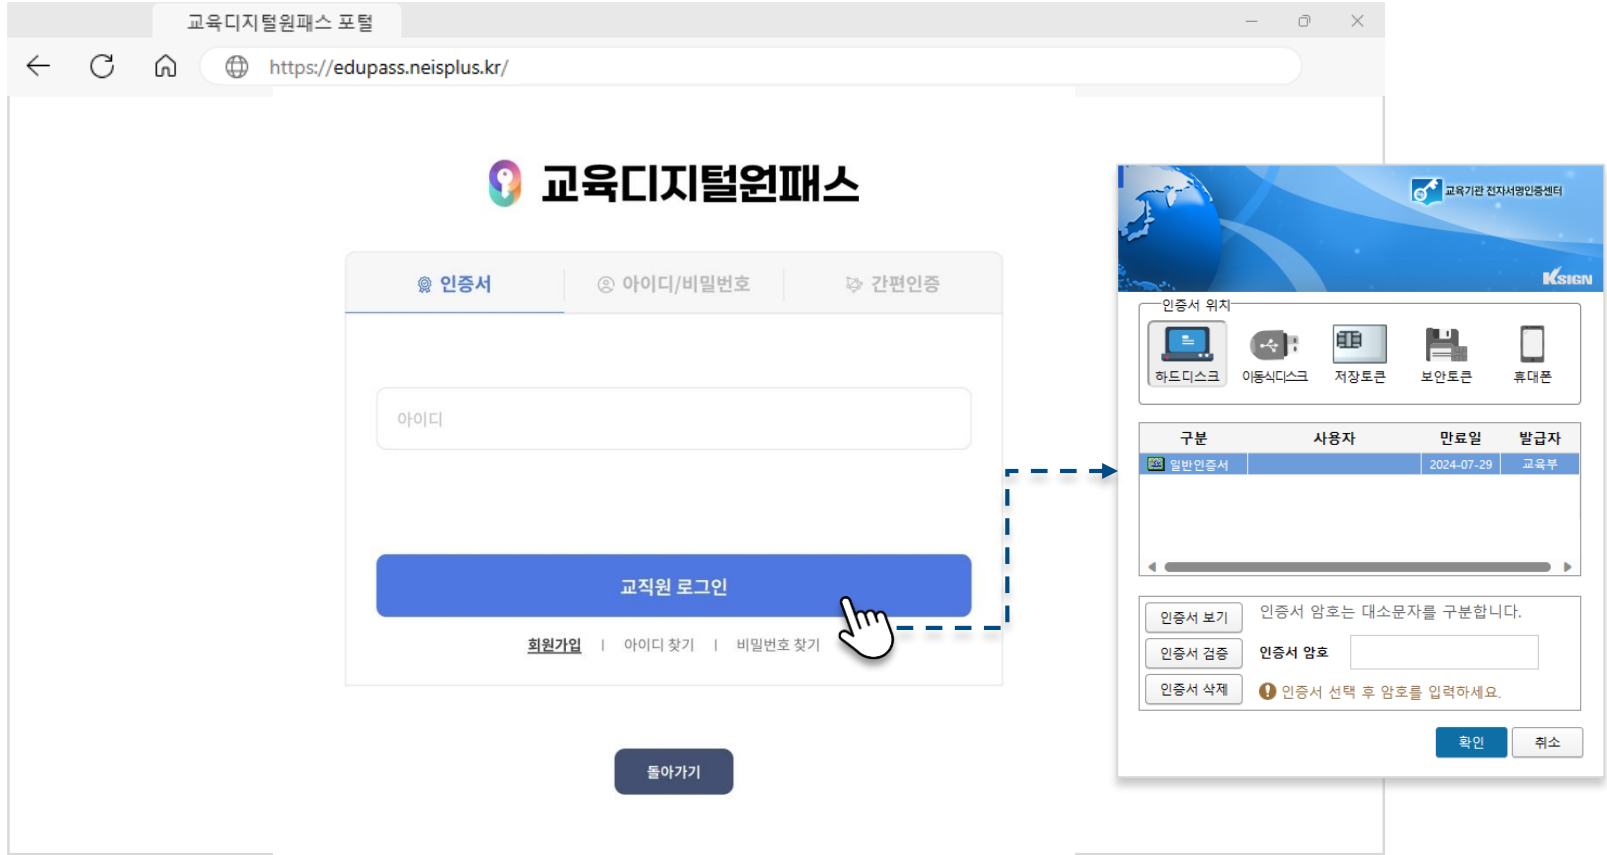 교육디지털원패스 포털
https://edupass.neisplus.kr/
교육디지털원패스
인증서
아이디/비밀번호
간편인증
아이디
교직원 로그인
회원가입 | 아이디 찾기 | 비밀번호 찾기
돌아가기
교육기관 전자서명인증센터
KSIGN
인증서 위치
하드디스크 이동식디스크 저장토큰 보안토큰 휴대폰
구분 사용자 만료일 발급자
일반인증서 2024-07-29 교육부
인증서 보기
인증서 암호는 대소문자를 구분합니다.
인증서 검증
인증서 암호
인증서 삭제
인증서 선택 후 암호를 입력하세요.
확인 취소